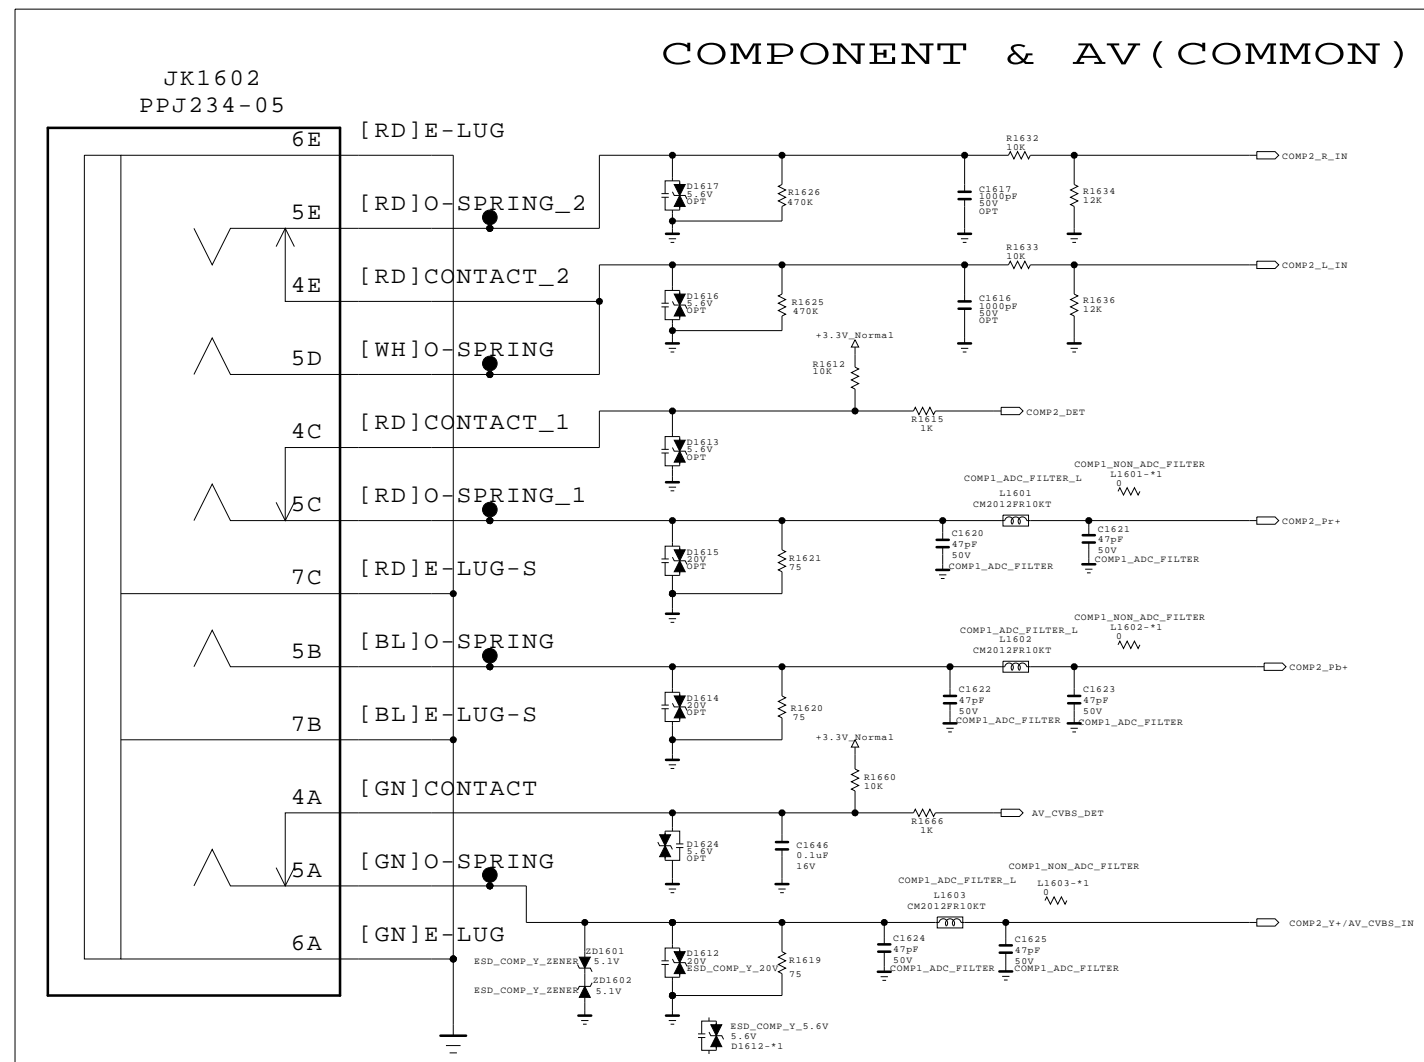 COMPONENT & AV(COMMON)
JK1602
PPJ234-05
6E
[RD]E-LUG
5E
[RD]O-SPRING_2
4E
[RD]CONTACT_2
5D
[WH]O-SPRING
4C
[RD]CONTACT_1
5C
[RD]O-SPRING_1
7C
[RD]E-LUG-S
5B
[BL]O-SPRING
7B
[BL]E-LUG-S
4A
[GN]CONTACT
5A
[GN]O-SPRING
6A
[GN]E-LUG
D1617
5.6V
OPT
R1626
470K
C1617
1000pF
50V
OPT
R1632
10K
R1634
12K
COMP2_R_IN
D1616
5.6V
OPT
R1625
470K
C1616
1000pF
50V
OPT
R1633
10K
R1636
12K
COMP2_L_IN
+3.3V_Normal
R1612
10K
R1615
1K
COMP2_DET
D1613
5.6V
OPT
COMP1_NON_ADC_FILTER
L1601-*1
0
COMP1_ADC_FILTER_L
L1601
CM2012FR10KT
D1615
20V
OPT
R1621
75
C1620
47pF
50V
COMP1_ADC_FILTER
C1621
47pF
50V
COMP1_ADC_FILTER
COMP2_Pr+
COMP1_NON_ADC_FILTER
L1602-*1
0
COMP1_ADC_FILTER_L
L1602
CM2012FR10KT
D1614
20V
OPT
R1620
75
C1622
47pF
50V
COMP1_ADC_FILTER
C1623
47pF
50V
COMP1_ADC_FILTER
COMP2_Pb+
+3.3V_Normal
R1660
10K
R1666
1K
AV_CVBS_DET
D1624
5.6V
OPT
C1646
0.1uF
16V
COMP1_NON_ADC_FILTER
L1603-*1
0
COMP1_ADC_FILTER_L
L1603
CM2012FR10KT
ZD1601
5.1V
ESD_COMP_Y_ZENER
ZD1602
5.1V
ESD_COMP_Y_ZENER
D1612
20V
ESD_COMP_Y_20V
R1619
75
C1624
47pF
50V
COMP1_ADC_FILTER
C1625
47pF
50V
COMP1_ADC_FILTER
COMP2_Y+/AV_CVBS_IN
ESD_COMP_Y_5.6V
5.6V
D1612-*1